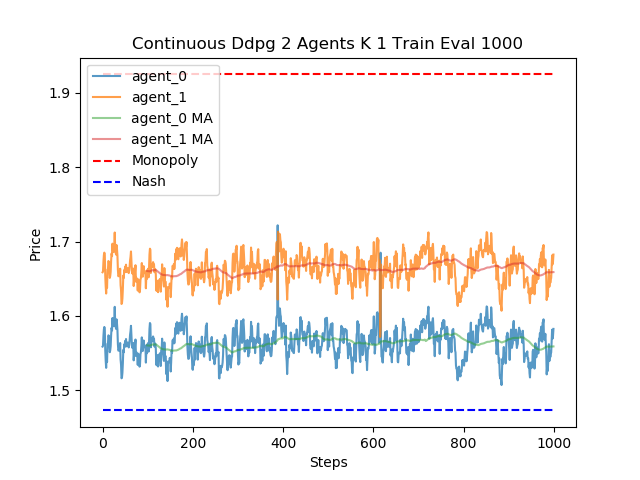 Continuous Ddpg 2 Agents K 1 Train Eval 1000
agent_0
agent_1
agent_0 MA
agent_1 MA
Monopoly
Nash
Price
1.9
1.8
1.7
1.6
1.5
0 200 400 600 800 1000
Steps